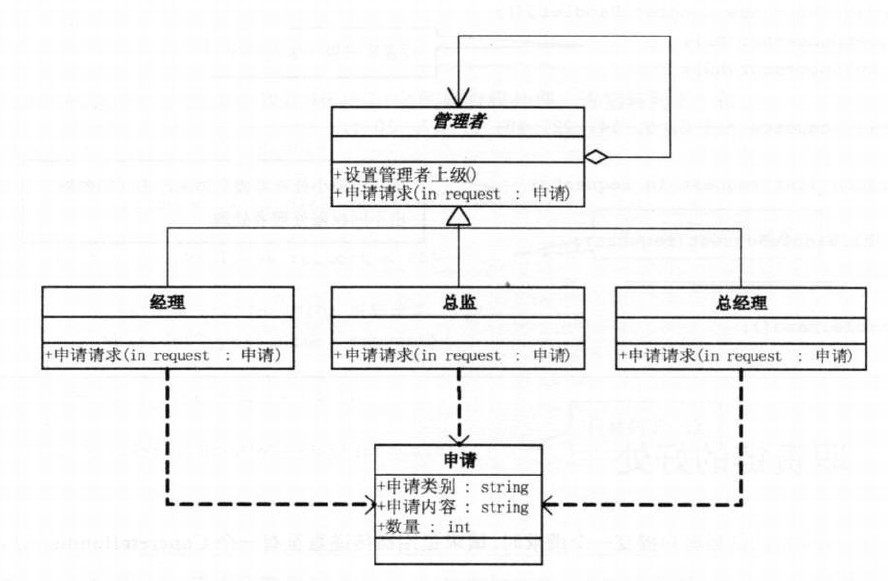 管理者
+设置管理者上级()
+申请请求(in request : 申请)
经理
总监
总经理
+申请请求(in request : 申请)
+申请请求(in request : 申请)
+申请请求(in request : 申请)
申请
+申请类别 : string
+申请内容 : string
+数量 : int